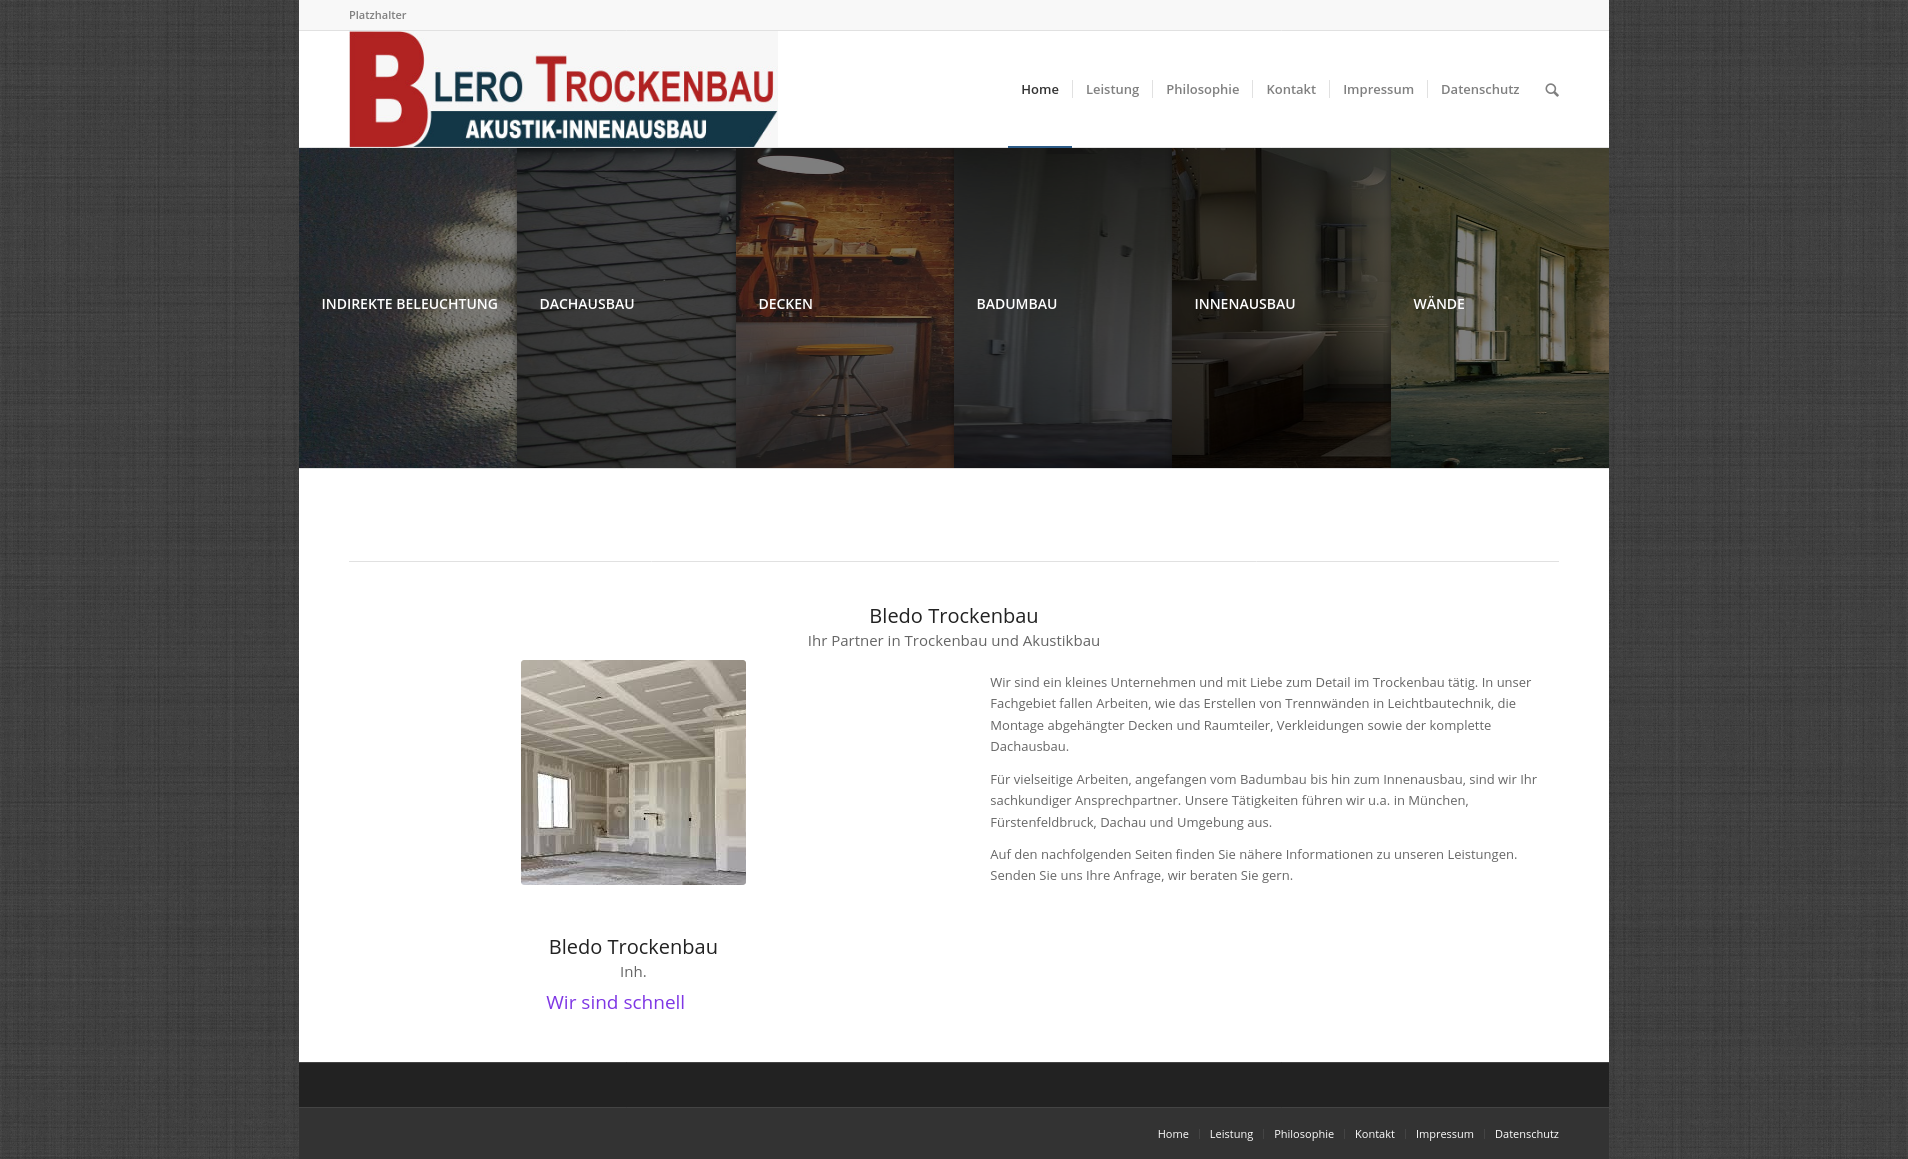 Platzhalter
BLERO TROCKENBAU
AKUSTIK-INNENAUSBAU
Home
Leistung
Philosophie
Kontakt
Impressum
Datenschutz
INDIREKTE BELEUCHTUNG
DACHAUSBAU
DECKEN
BADUMBAU
INNENAUSBAU
WÄNDE
Bledo Trockenbau
Ihr Partner in Trockenbau und Akustikbau
Wir sind ein kleines Unternehmen und mit Liebe zum Detail im Trockenbau tätig. In unser
Fachgebiet fallen Arbeiten, wie das Erstellen von Trennwänden in Leichtbautechnik, die
Montage abgehängter Decken und Raumteiler, Verkleidungen sowie der komplette
Dachausbau.
Für vielseitige Arbeiten, angefangen vom Badumbau bis hin zum Innenausbau, sind wir Ihr
sachkundiger Ansprechpartner. Unsere Tätigkeiten führen wir u.a. in München,
Fürstenfeldbruck, Dachau und Umgebung aus.
Auf den nachfolgenden Seiten finden Sie nähere Informationen zu unseren Leistungen.
Senden Sie uns Ihre Anfrage, wir beraten Sie gern.
Bledo Trockenbau
Inh.
Wir sind schnell
Home
Leistung
Philosophie
Kontakt
Impressum
Datenschutz